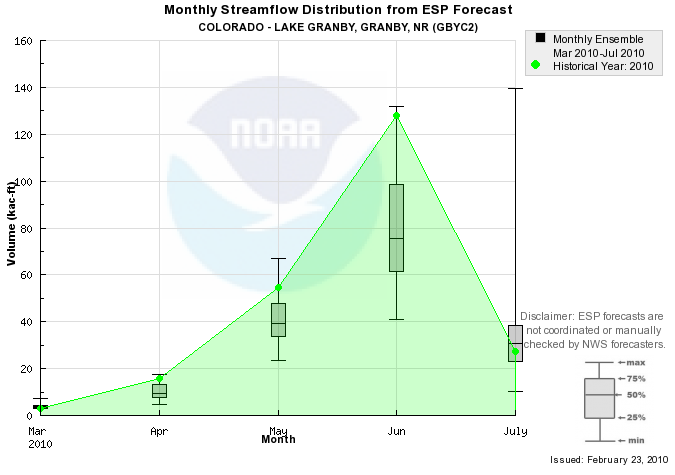 Monthly Streamflow Distribution from ESP Forecast
COLORADO - LAKE GRANBY, GRANBY, NR (GBYC2)
Monthly Ensemble
Mar 2010-Jul 2010
Historical Year: 2010
160
140
120
100
80
60
40
20
0
Volume (kac-ft)
NOAA
Mar
2010
Apr
May
Jun
July
Month
Disclaimer: ESP forecasts are
not coordinated or manually
checked by NWS forecasters.
max
75%
50%
25%
min
Issued: February 23, 2010